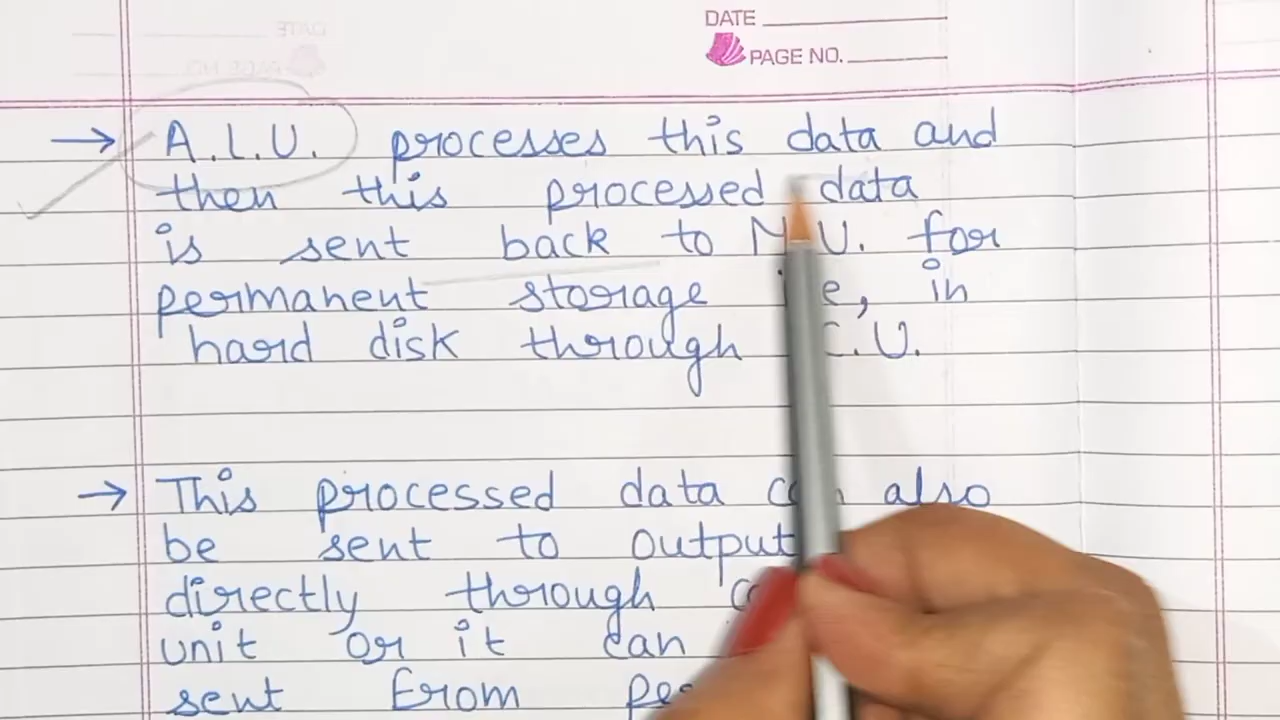 DATE
PAGE NO.
→ A.L.U. processes this data and
then this processed data
is sent back to M.U. for
permanent storage i.e, in
hard disk through C.U.
→ This processed data can also
be sent to output
directly through
unit or it can
sent from